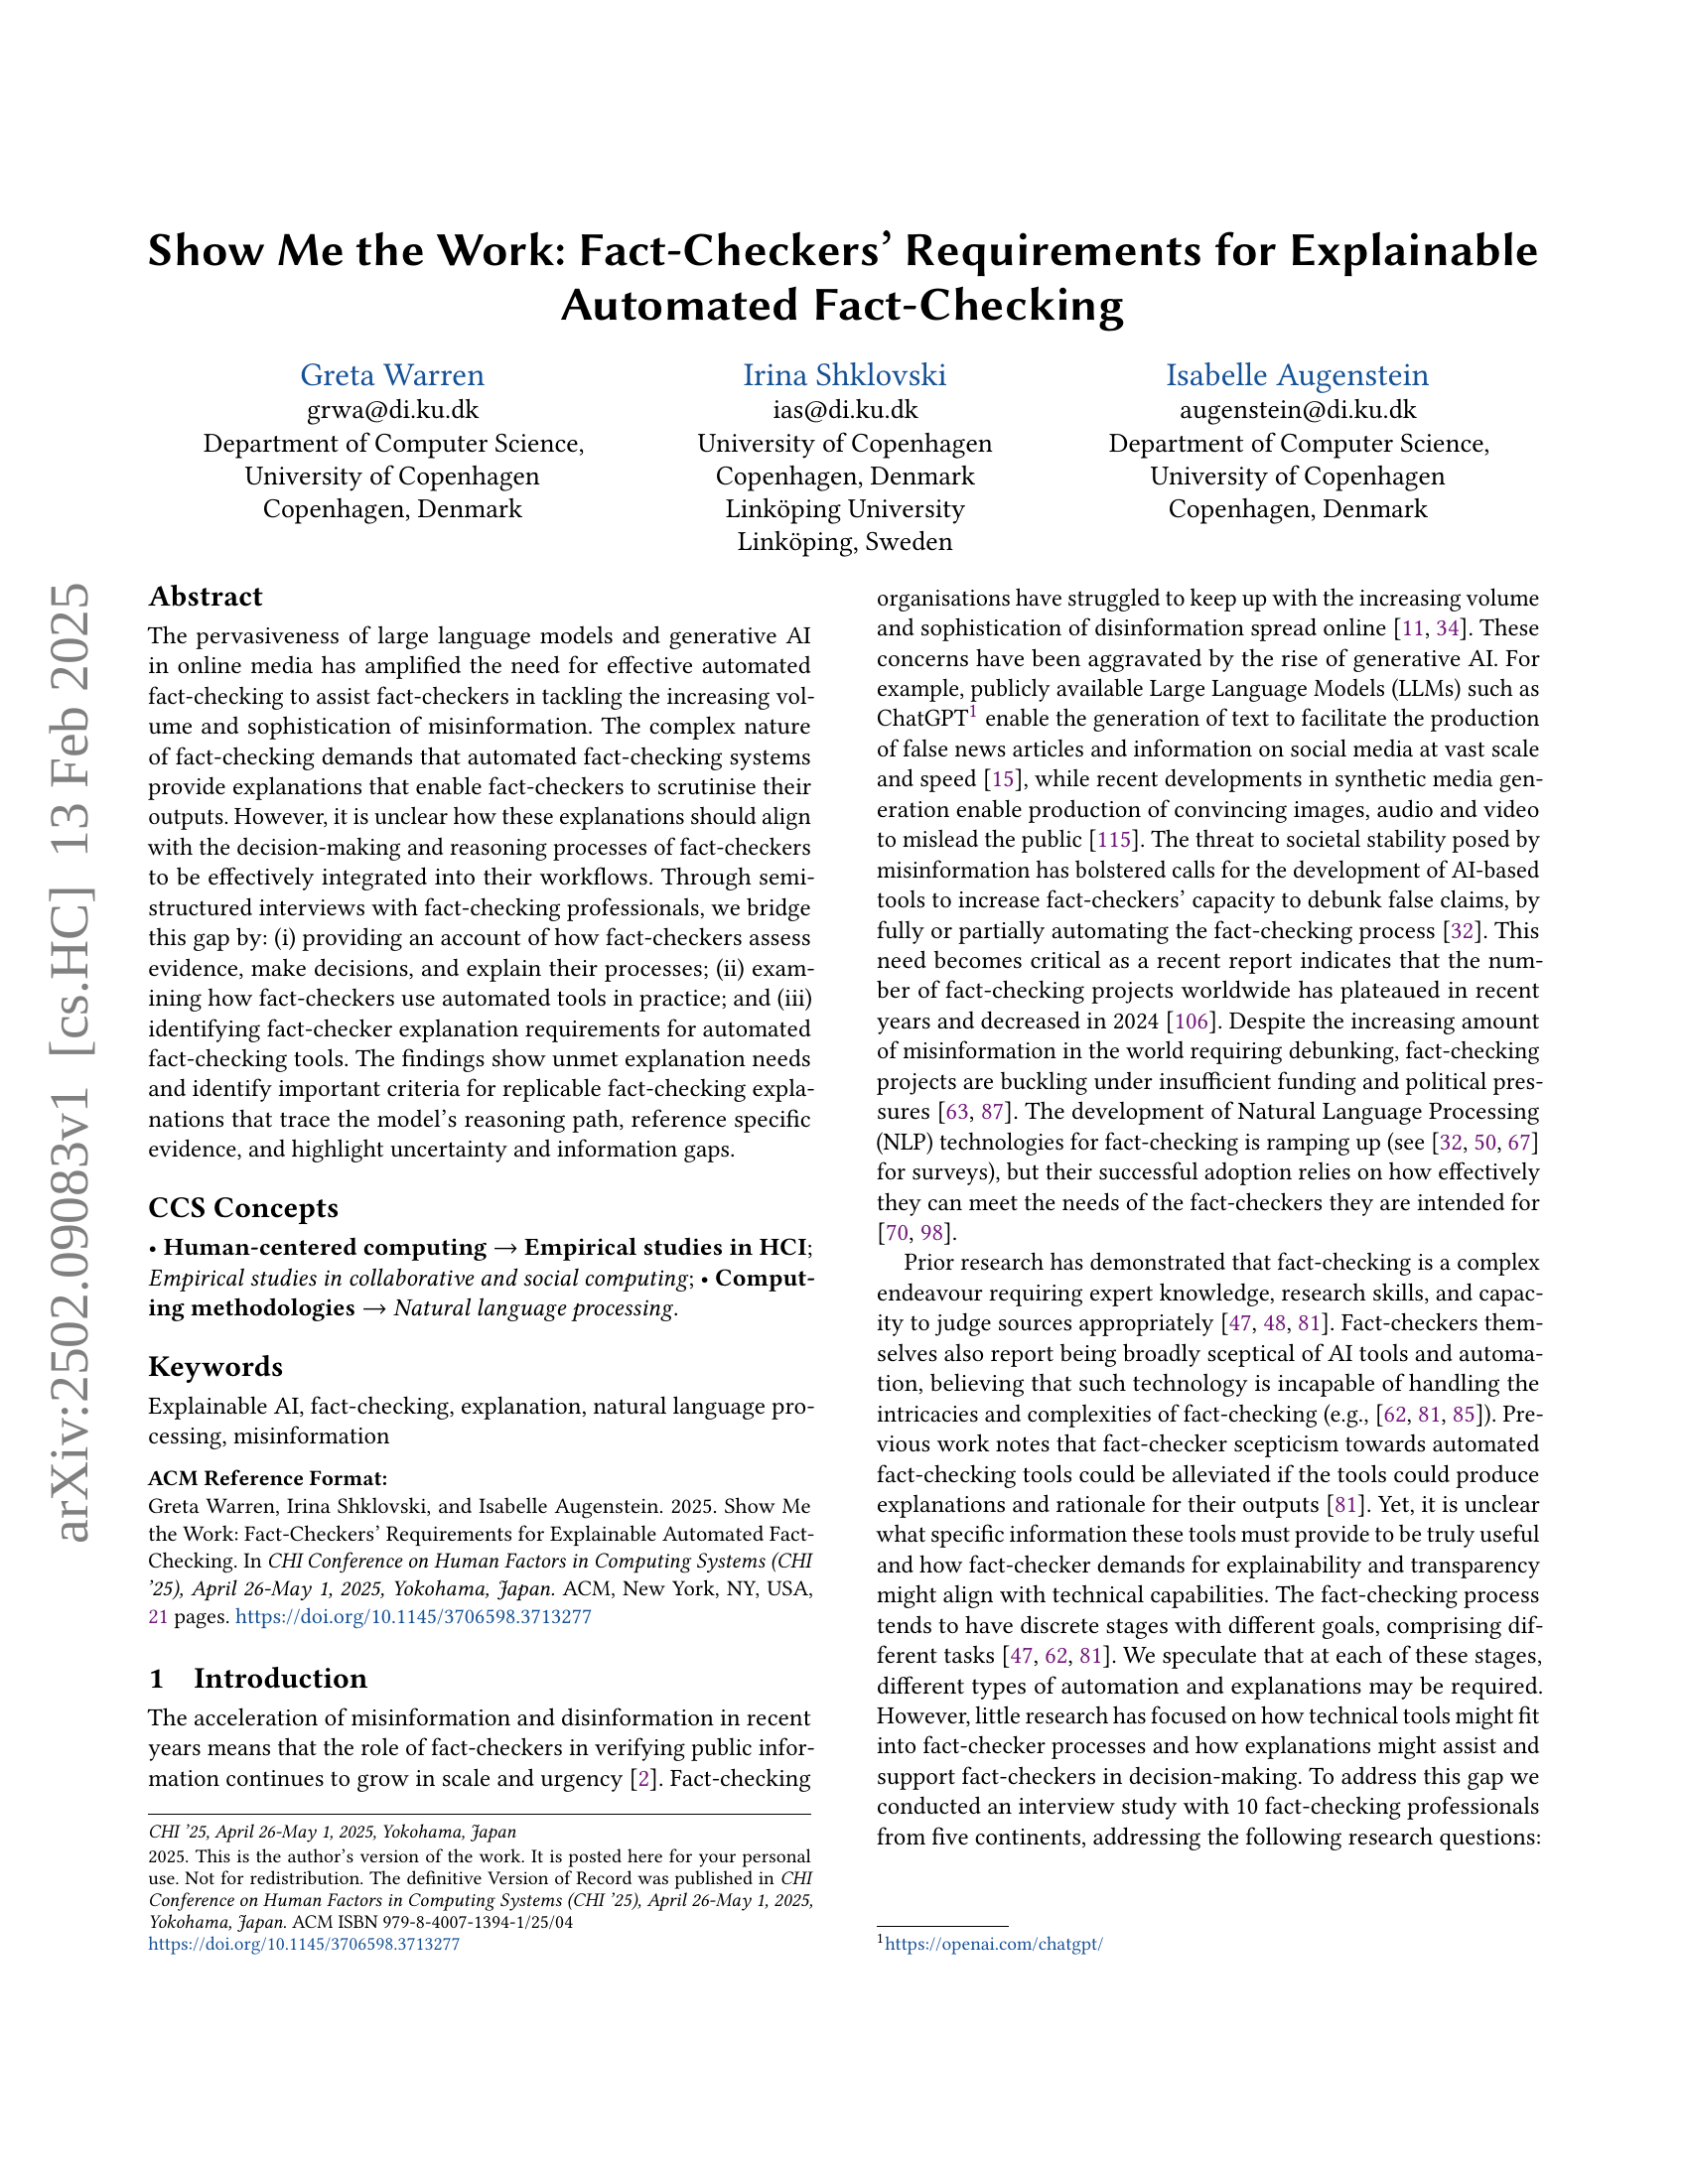 Show Me the Work: Fact-Checkers' Requirements for Explainable
Automated Fact-Checking
Greta Warren
grwa@di.ku.dk
Department of Computer Science,
University of Copenhagen
Copenhagen, Denmark
Irina Shklovski
ias@di.ku.dk
University of Copenhagen
Copenhagen, Denmark
Linköping University
Linköping, Sweden
Isabelle Augenstein
augenstein@di.ku.dk
Department of Computer Science,
University of Copenhagen
Copenhagen, Denmark
arXiv:2502.09083v1 [cs.HC] 13 Feb 2025
Abstract
The pervasiveness of large language models and generative AI
in online media has amplified the need for effective automated
fact-checking to assist fact-checkers in tackling the increasing vol-
ume and sophistication of misinformation. The complex nature
of fact-checking demands that automated fact-checking systems
provide explanations that enable fact-checkers to scrutinise their
outputs. However, it is unclear how these explanations should align
with the decision-making and reasoning processes of fact-checkers
to be effectively integrated into their workflows. Through semi-
structured interviews with fact-checking professionals, we bridge
this gap by: (i) providing an account of how fact-checkers assess
evidence, make decisions, and explain their processes; (ii) exam-
ining how fact-checkers use automated tools in practice; and (iii)
identifying fact-checker explanation requirements for automated
fact-checking tools. The findings show unmet explanation needs
and identify important criteria for replicable fact-checking expla-
nations that trace the model's reasoning path, reference specific
evidence, and highlight uncertainty and information gaps.
CCS Concepts
• Human-centered computing → Empirical studies in HCI;
Empirical studies in collaborative and social computing; • Comput-
ing methodologies → Natural language processing.
Keywords
Explainable AI, fact-checking, explanation, natural language pro-
cessing, misinformation
ACM Reference Format:
Greta Warren, Irina Shklovski, and Isabelle Augenstein. 2025. Show Me
the Work: Fact-Checkers' Requirements for Explainable Automated Fact-
Checking. In CHI Conference on Human Factors in Computing Systems (CHI
'25), April 26-May 1, 2025, Yokohama, Japan. ACM, New York, NY, USA,
21 pages. https://doi.org/10.1145/3706598.3713277
1 Introduction
The acceleration of misinformation and disinformation in recent
years means that the role of fact-checkers in verifying public infor-
mation continues to grow in scale and urgency [2]. Fact-checking
CHI '25, April 26-May 1, 2025, Yokohama, Japan
2025. This is the author's version of the work. It is posted here for your personal
use. Not for redistribution. The definitive Version of Record was published in CHI
Conference on Human Factors in Computing Systems (CHI '25), April 26-May 1, 2025,
Yokohama, Japan. ACM ISBN 979-8-4007-1394-1/25/04
https://doi.org/10.1145/3706598.3713277
organisations have struggled to keep up with the increasing volume
and sophistication of disinformation spread online [11, 34]. These
concerns have been aggravated by the rise of generative AI. For
example, publicly available Large Language Models (LLMs) such as
ChatGPT1 enable the generation of text to facilitate the production
of false news articles and information on social media at vast scale
and speed [15], while recent developments in synthetic media gen-
eration enable production of convincing images, audio and video
to mislead the public [115]. The threat to societal stability posed by
misinformation has bolstered calls for the development of AI-based
tools to increase fact-checkers' capacity to debunk false claims, by
fully or partially automating the fact-checking process [32]. This
need becomes critical as a recent report indicates that the num-
ber of fact-checking projects worldwide has plateaued in recent
years and decreased in 2024 [106]. Despite the increasing amount
of misinformation in the world requiring debunking, fact-checking
projects are buckling under insufficient funding and political pres-
sures [63, 87]. The development of Natural Language Processing
(NLP) technologies for fact-checking is ramping up (see [32, 50, 67]
for surveys), but their successful adoption relies on how effectively
they can meet the needs of the fact-checkers they are intended for
[70, 98].
Prior research has demonstrated that fact-checking is a complex
endeavour requiring expert knowledge, research skills, and capac-
ity to judge sources appropriately [47, 48, 81]. Fact-checkers them-
selves also report being broadly sceptical of AI tools and automa-
tion, believing that such technology is incapable of handling the
intricacies and complexities of fact-checking (e.g., [62, 81, 85]). Pre-
vious work notes that fact-checker scepticism towards automated
fact-checking tools could be alleviated if the tools could produce
explanations and rationale for their outputs [81]. Yet, it is unclear
what specific information these tools must provide to be truly useful
and how fact-checker demands for explainability and transparency
might align with technical capabilities. The fact-checking process
tends to have discrete stages with different goals, comprising dif-
ferent tasks [47, 62, 81]. We speculate that at each of these stages,
different types of automation and explanations may be required.
However, little research has focused on how technical tools might fit
into fact-checker processes and how explanations might assist and
support fact-checkers in decision-making. To address this gap we
conducted an interview study with 10 fact-checking professionals
from five continents, addressing the following research questions:
1https://openai.com/chatgpt/